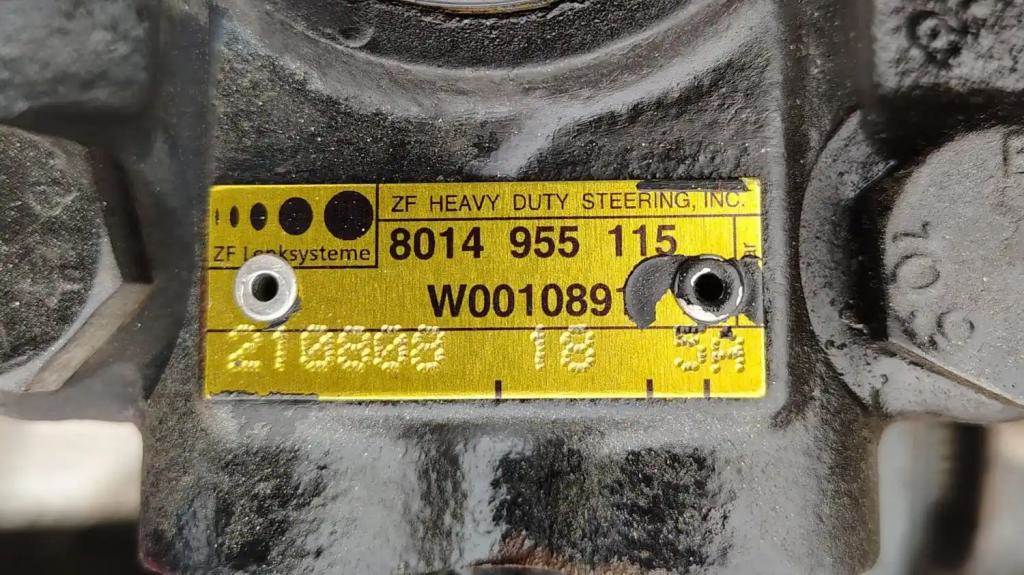 ZF HEAVY DUTY STEERING, INC.
ZF Lenksysteme
8014 955 115
W001089
210808 18 5A